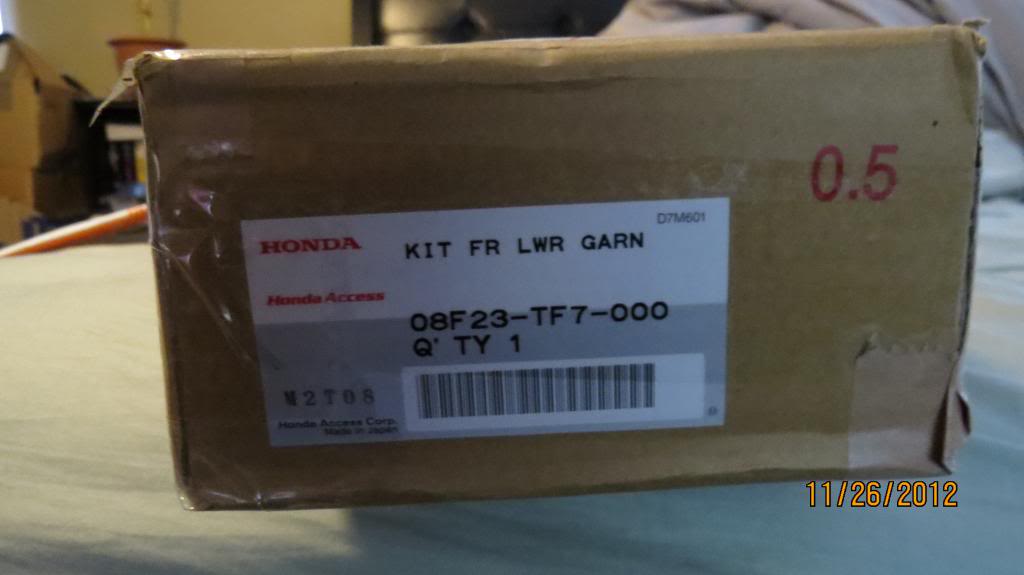 0.5
D7M601
HONDA
KIT FR LWR GARN
Honda Access
08F23-TF7-000
Q'TY 1
M2T08
Honda Access Corp.
Made in Japan
11/26/2012